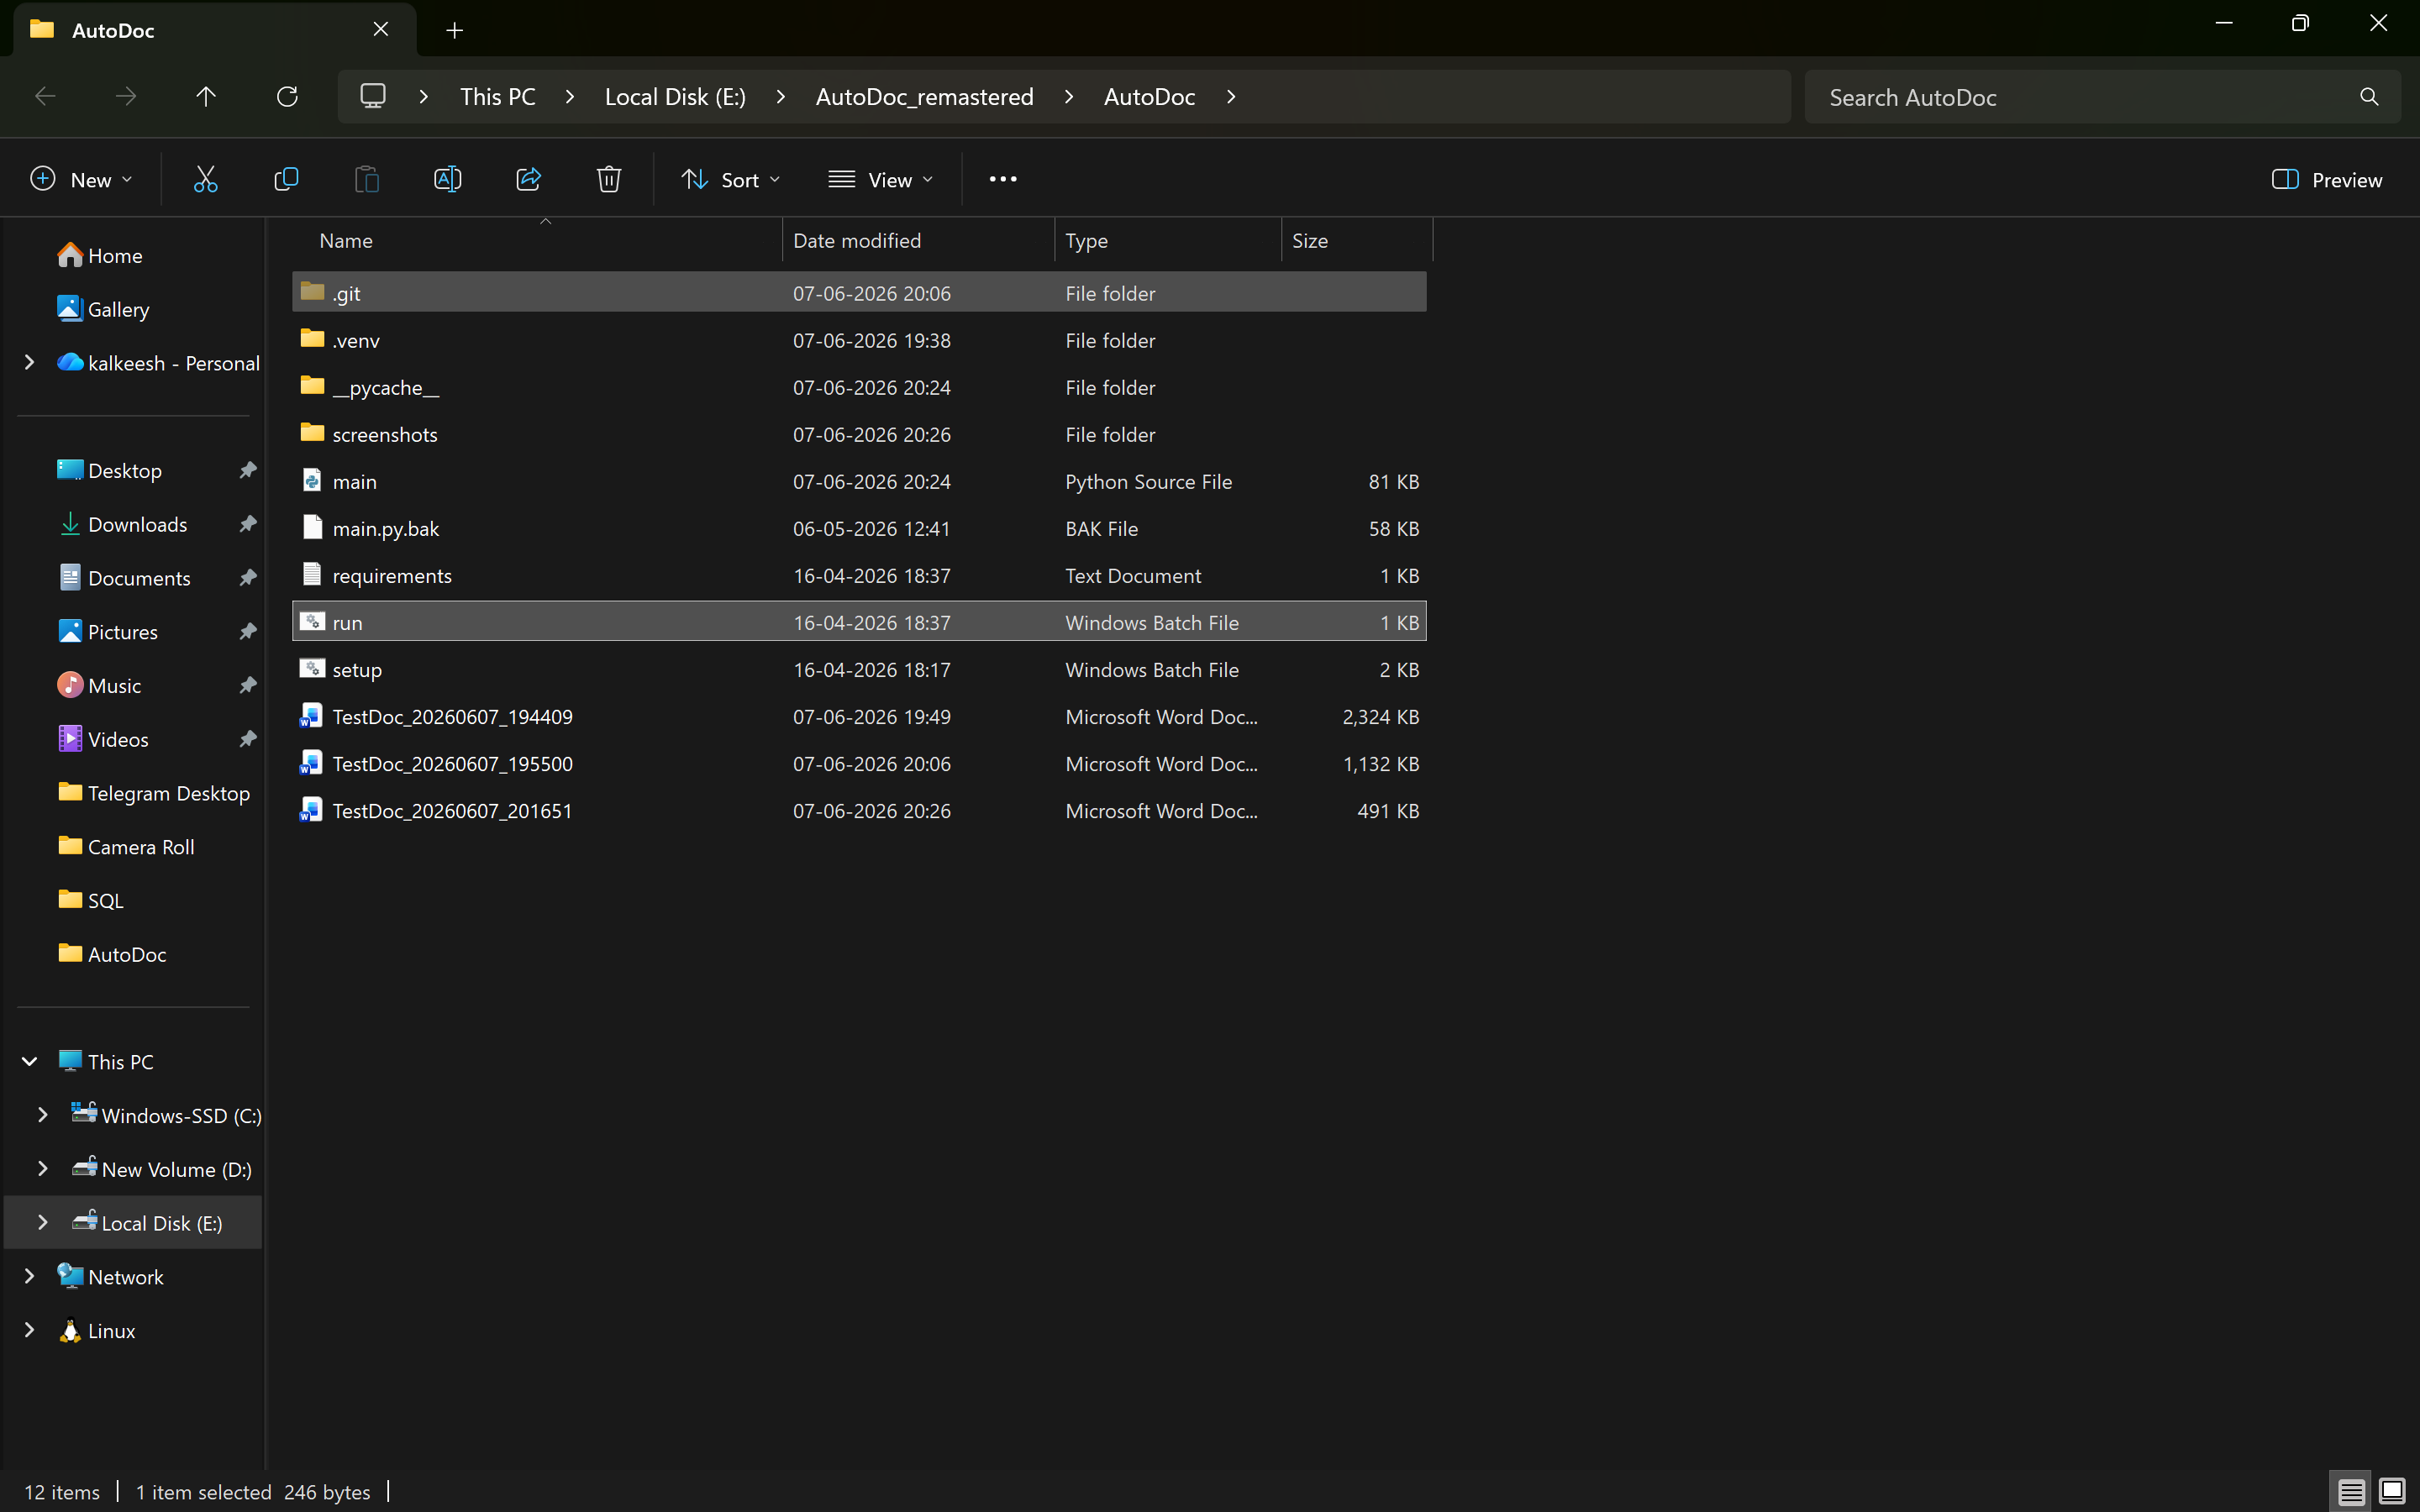 AutoDoc
This PC
Local Disk (E:)
AutoDoc_remastered
AutoDoc
Search AutoDoc
New
Sort
View
Preview
Home
Gallery
kalkeesh - Personal
Desktop
Downloads
Documents
Pictures
Music
Videos
Telegram Desktop
Camera Roll
SQL
AutoDoc
This PC
Windows-SSD (C:)
New Volume (D:)
Local Disk (E:)
Network
Linux
Name Date modified Type Size
.git 07-06-2026 20:06 File folder
.venv 07-06-2026 19:38 File folder
__pycache__ 07-06-2026 20:24 File folder
screenshots 07-06-2026 20:26 File folder
main 07-06-2026 20:24 Python Source File 81 KB
main.py.bak 06-05-2026 12:41 BAK File 58 KB
requirements 16-04-2026 18:37 Text Document 1 KB
run 16-04-2026 18:37 Windows Batch File 1 KB
setup 16-04-2026 18:17 Windows Batch File 2 KB
TestDoc_20260607_194409 07-06-2026 19:49 Microsoft Word Doc... 2,324 KB
TestDoc_20260607_195500 07-06-2026 20:06 Microsoft Word Doc... 1,132 KB
TestDoc_20260607_201651 07-06-2026 20:26 Microsoft Word Doc... 491 KB
12 items 1 item selected 246 bytes